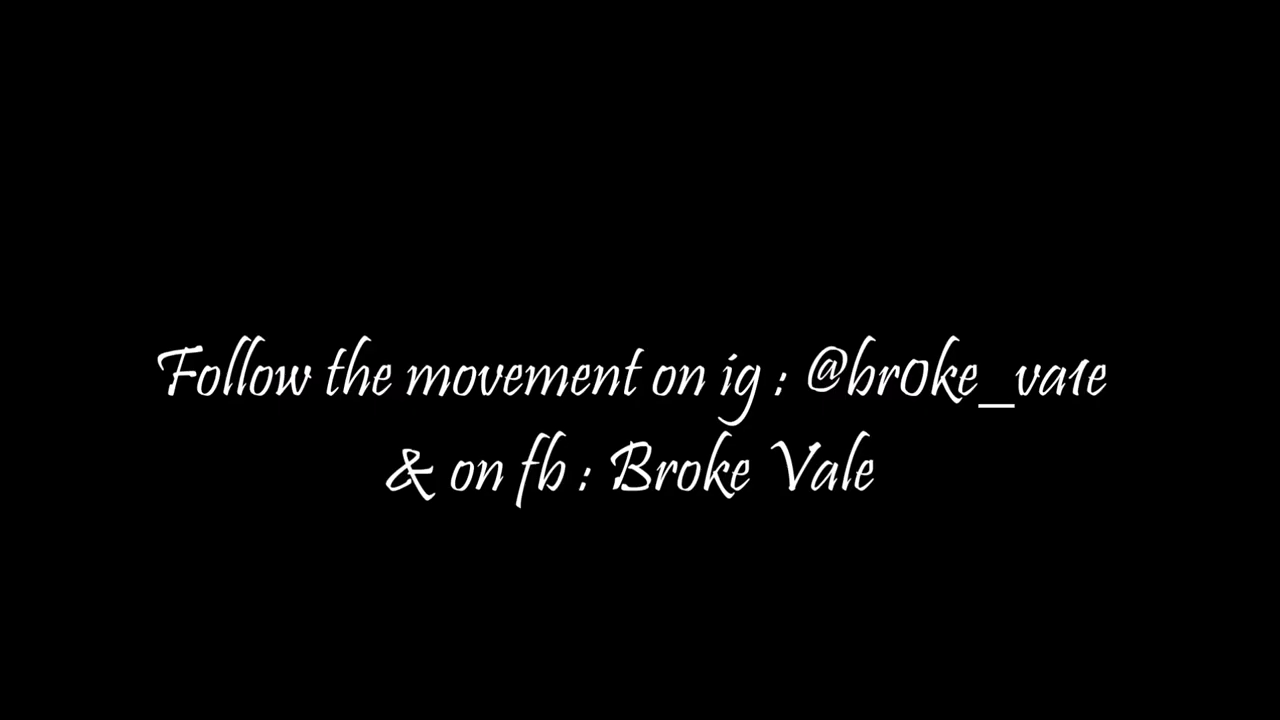 Follow the movement on ig : @br0ke_va1e
& on fb : Broke Vale